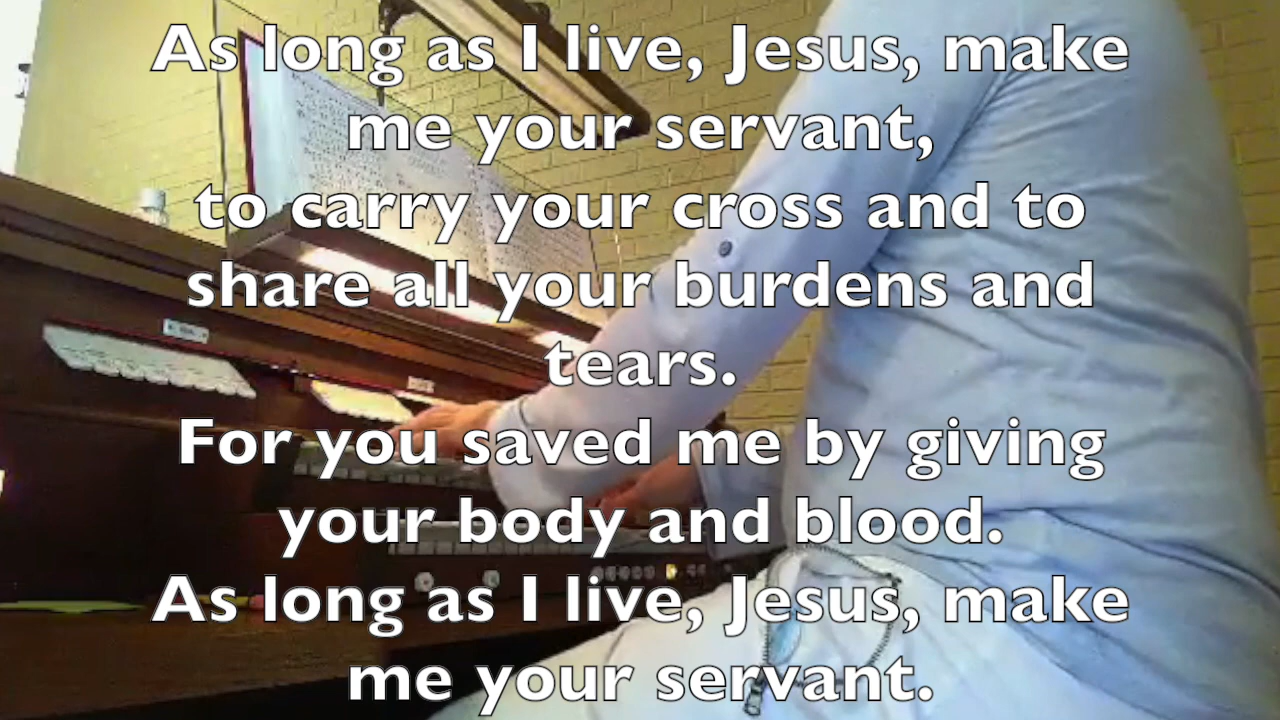 As long as I live, Jesus, make
me your servant,
to carry your cross and to
share all your burdens and
tears.
For you saved me by giving
your body and blood.
As long as I live, Jesus, make
me your servant.